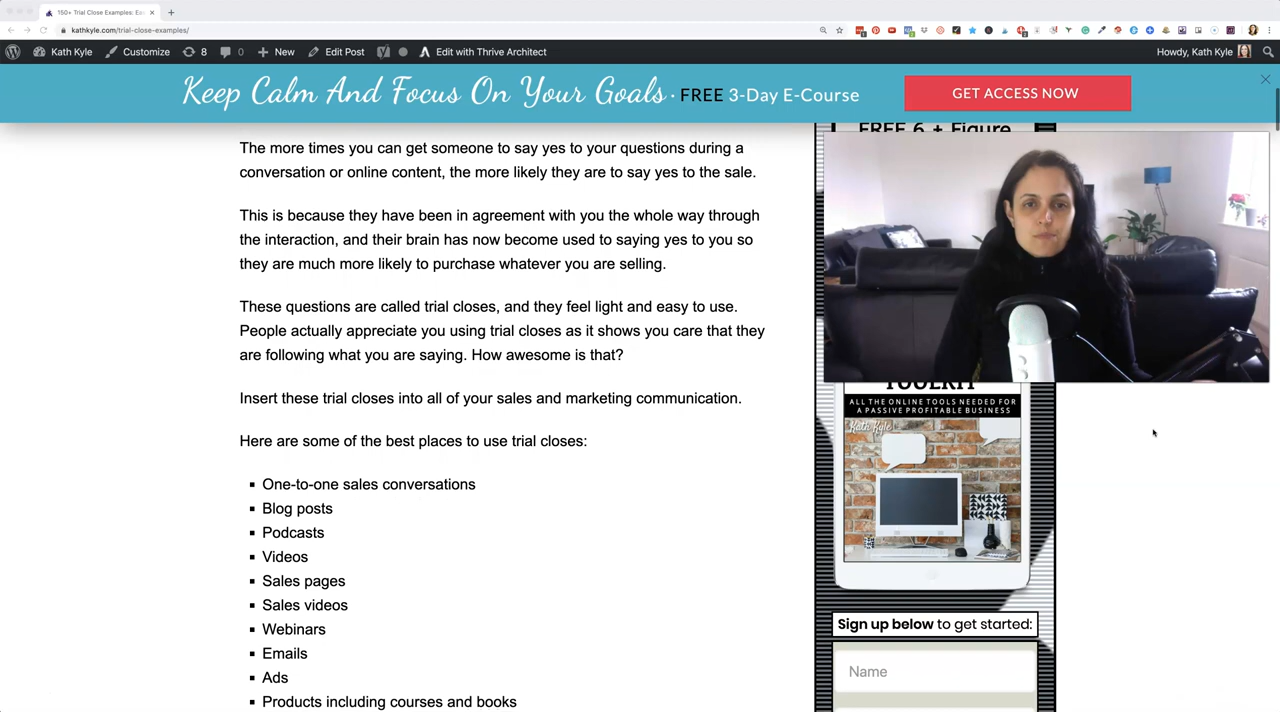 150+ Trial Close Examples: Ea
kathkyle.com/trial-close-examples/
Kath Kyle
Customize
8
0
New
Edit Post
Edit with Thrive Architect
Howdy, Kath Kyle
Keep Calm And Focus On Your Goals · FREE 3-Day E-Course
GET ACCESS NOW
The more times you can get someone to say yes to your questions during a
conversation or online content, the more likely they are to say yes to the sale.
This is because they have been in agreement with you the whole way through
the interaction, and their brain has now become used to saying yes to you so
they are much more likely to purchase whatever you are selling.
These questions are called trial closes, and they feel light and easy to use.
People actually appreciate you using trial closes as it shows you care that they
are following what you are saying. How awesome is that?
Insert these trial closes into all of your sales and marketing communication.
Here are some of the best places to use trial closes:
One-to-one sales conversations
Blog posts
Podcasts
Videos
Sales pages
Sales videos
Webinars
Emails
Ads
Products including courses and books
FREE 6 + Figure
TOOLKIT
ALL THE ONLINE TOOLS NEEDED FOR
A PASSIVE PROFITABLE BUSINESS
Kath Kyle
Sign up below to get started:
Name